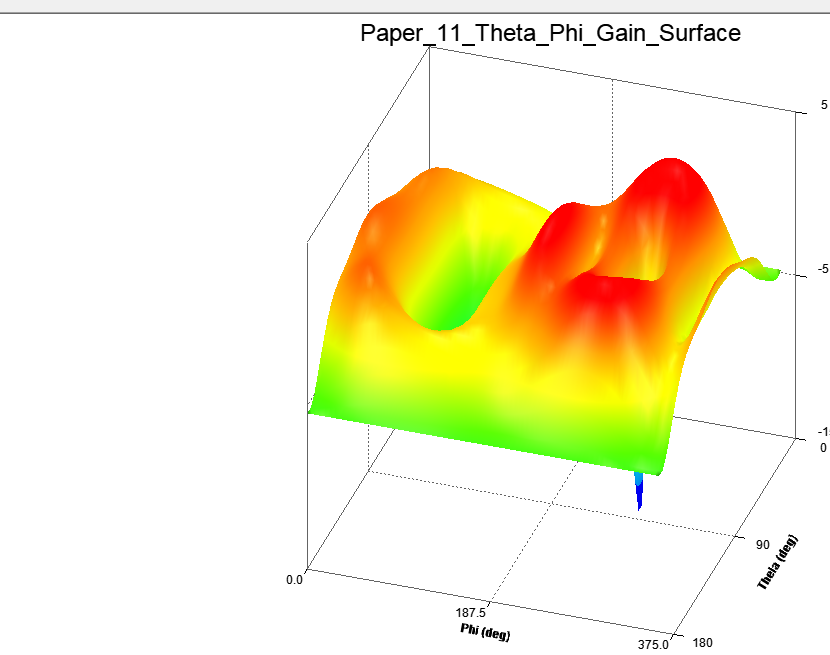 Paper_11_Theta_Phi_Gain_Surface
5
-5
0
90
Theta (deg)
0.0
187.5
Phi (deg)
375.0
180